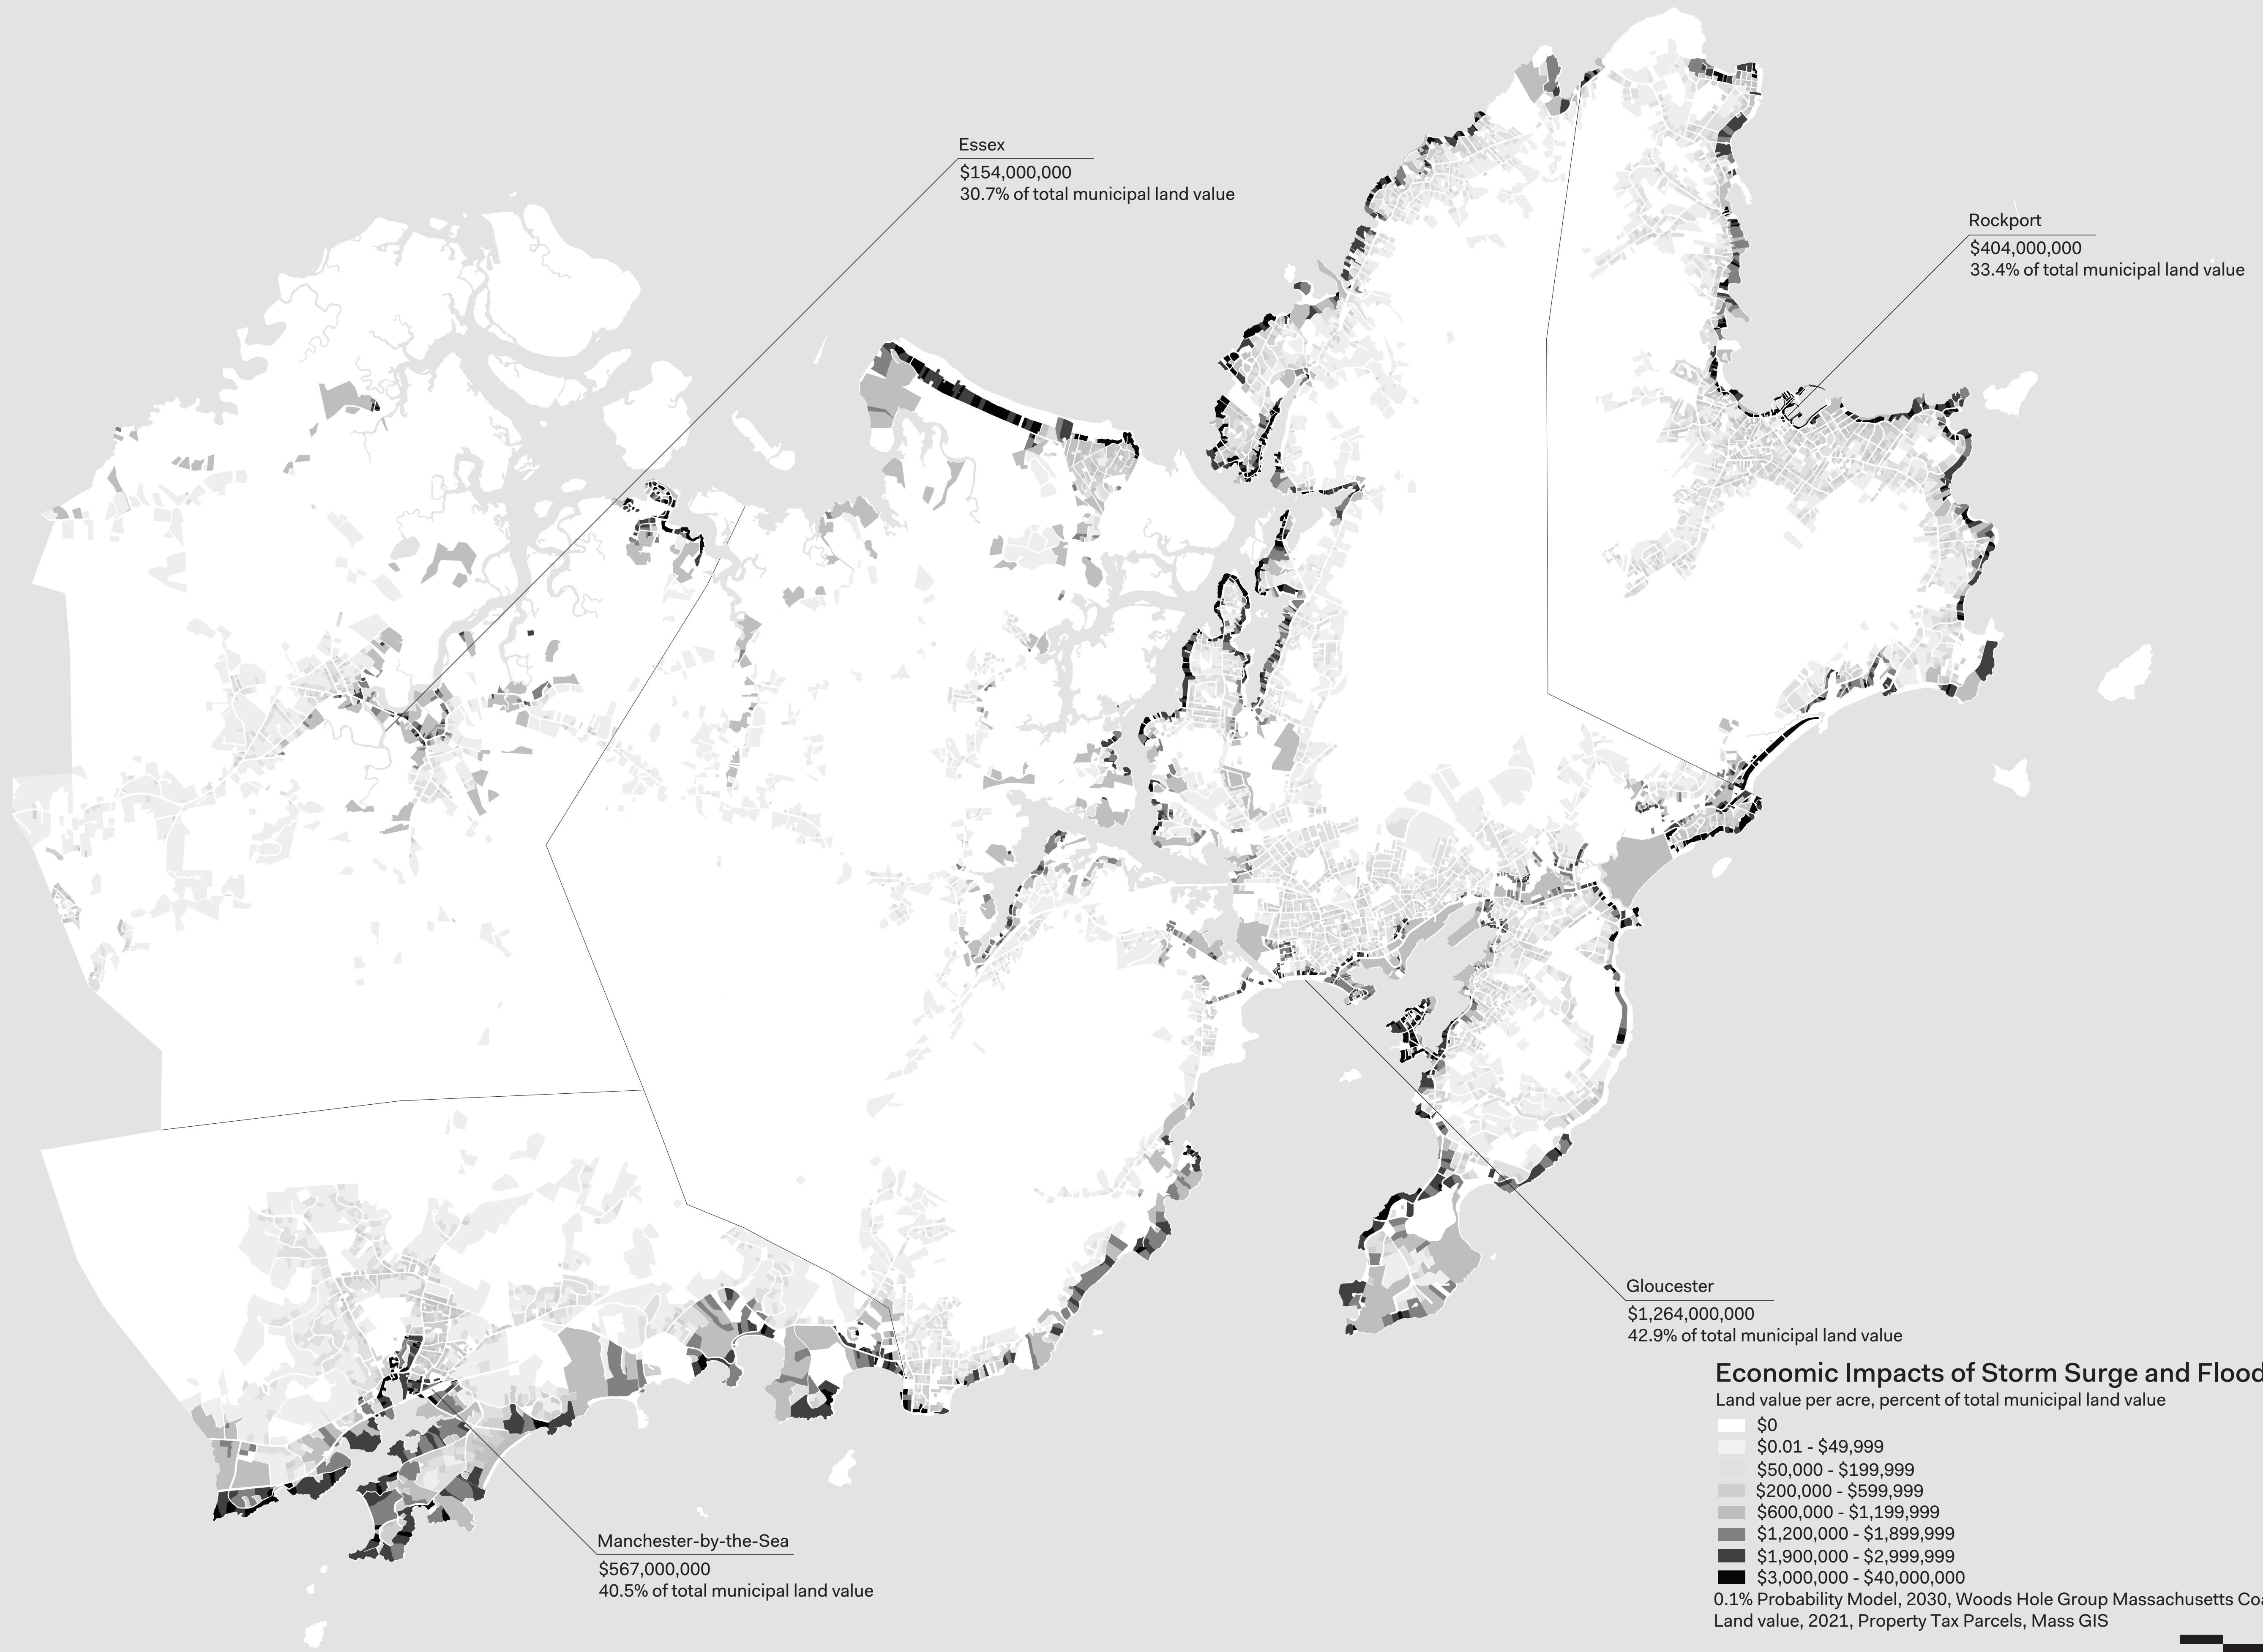 Essex
$154,000,000
30.7% of total municipal land value
Rockport
$404,000,000
33.4% of total municipal land value
Gloucester
$1,264,000,000
42.9% of total municipal land value
Manchester-by-the-Sea
$567,000,000
40.5% of total municipal land value
Economic Impacts of Storm Surge and Flood
Land value per acre, percent of total municipal land value
$0
$0.01 - $49,999
$50,000 - $199,999
$200,000 - $599,999
$600,000 - $1,199,999
$1,200,000 - $1,899,999
$1,900,000 - $2,999,999
$3,000,000 - $40,000,000
0.1% Probability Model, 2030, Woods Hole Group Massachusetts Coa
Land value, 2021, Property Tax Parcels, Mass GIS